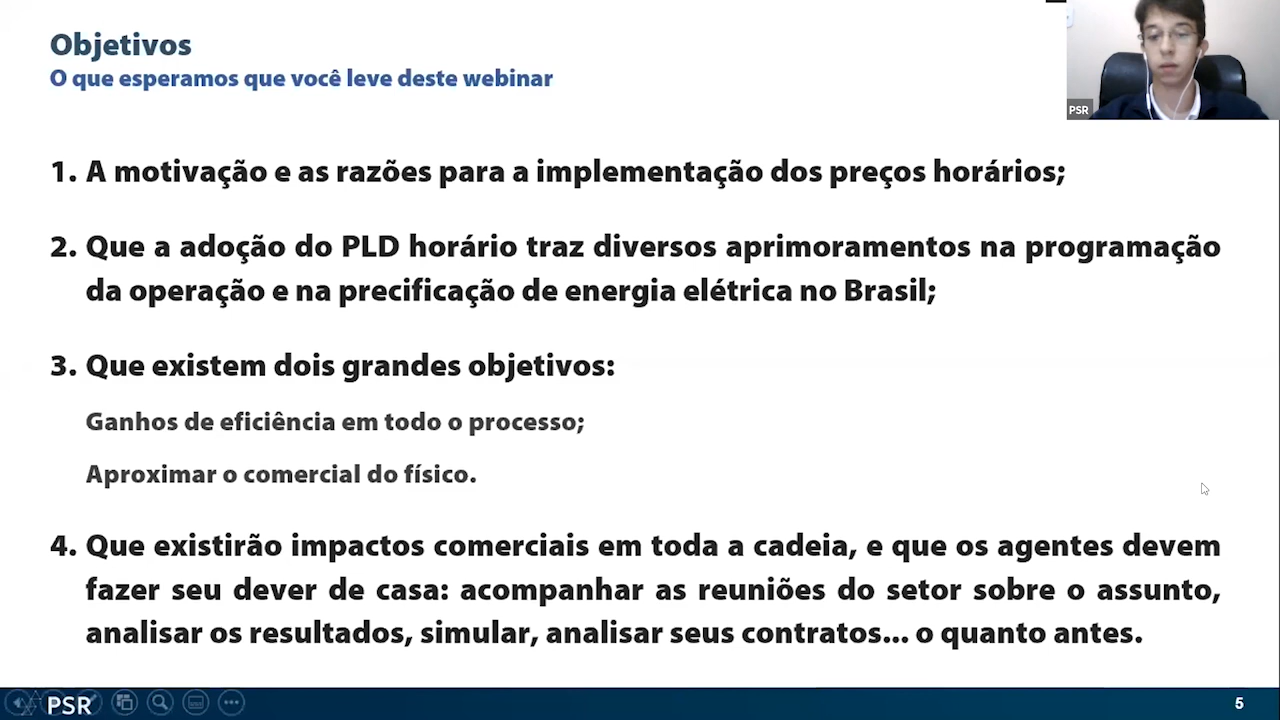 Objetivos
O que esperamos que você leve deste webinar
PSR
1. A motivação e as razões para a implementação dos preços horários;
2. Que a adoção do PLD horário traz diversos aprimoramentos na programação
da operação e na precificação de energia elétrica no Brasil;
3. Que existem dois grandes objetivos:
Ganhos de eficiência em todo o processo;
Aproximar o comercial do físico.
4. Que existirão impactos comerciais em toda a cadeia, e que os agentes devem
fazer seu dever de casa: acompanhar as reuniões do setor sobre o assunto,
analisar os resultados, simular, analisar seus contratos... o quanto antes.
PSR
5